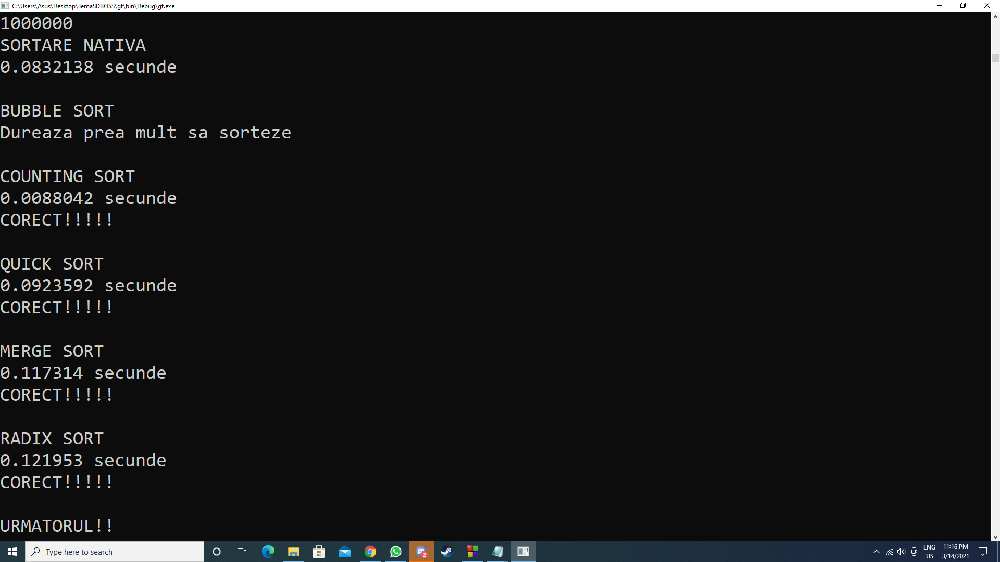 C:\Users\Asus\Desktop\TemaSDBOSS\gt\bin\Debug\gt.exe
1000000
SORTARE NATIVA
0.0832138 secunde
BUBBLE SORT
Dureaza prea mult sa sorteze
COUNTING SORT
0.0088042 secunde
CORECT!!!!!
QUICK SORT
0.0923592 secunde
CORECT!!!!!
MERGE SORT
0.117314 secunde
CORECT!!!!!
RADIX SORT
0.121953 secunde
CORECT!!!!!
URMATORUL!!
Type here to search
2
ENG
US
11:16 PM
3/14/2021